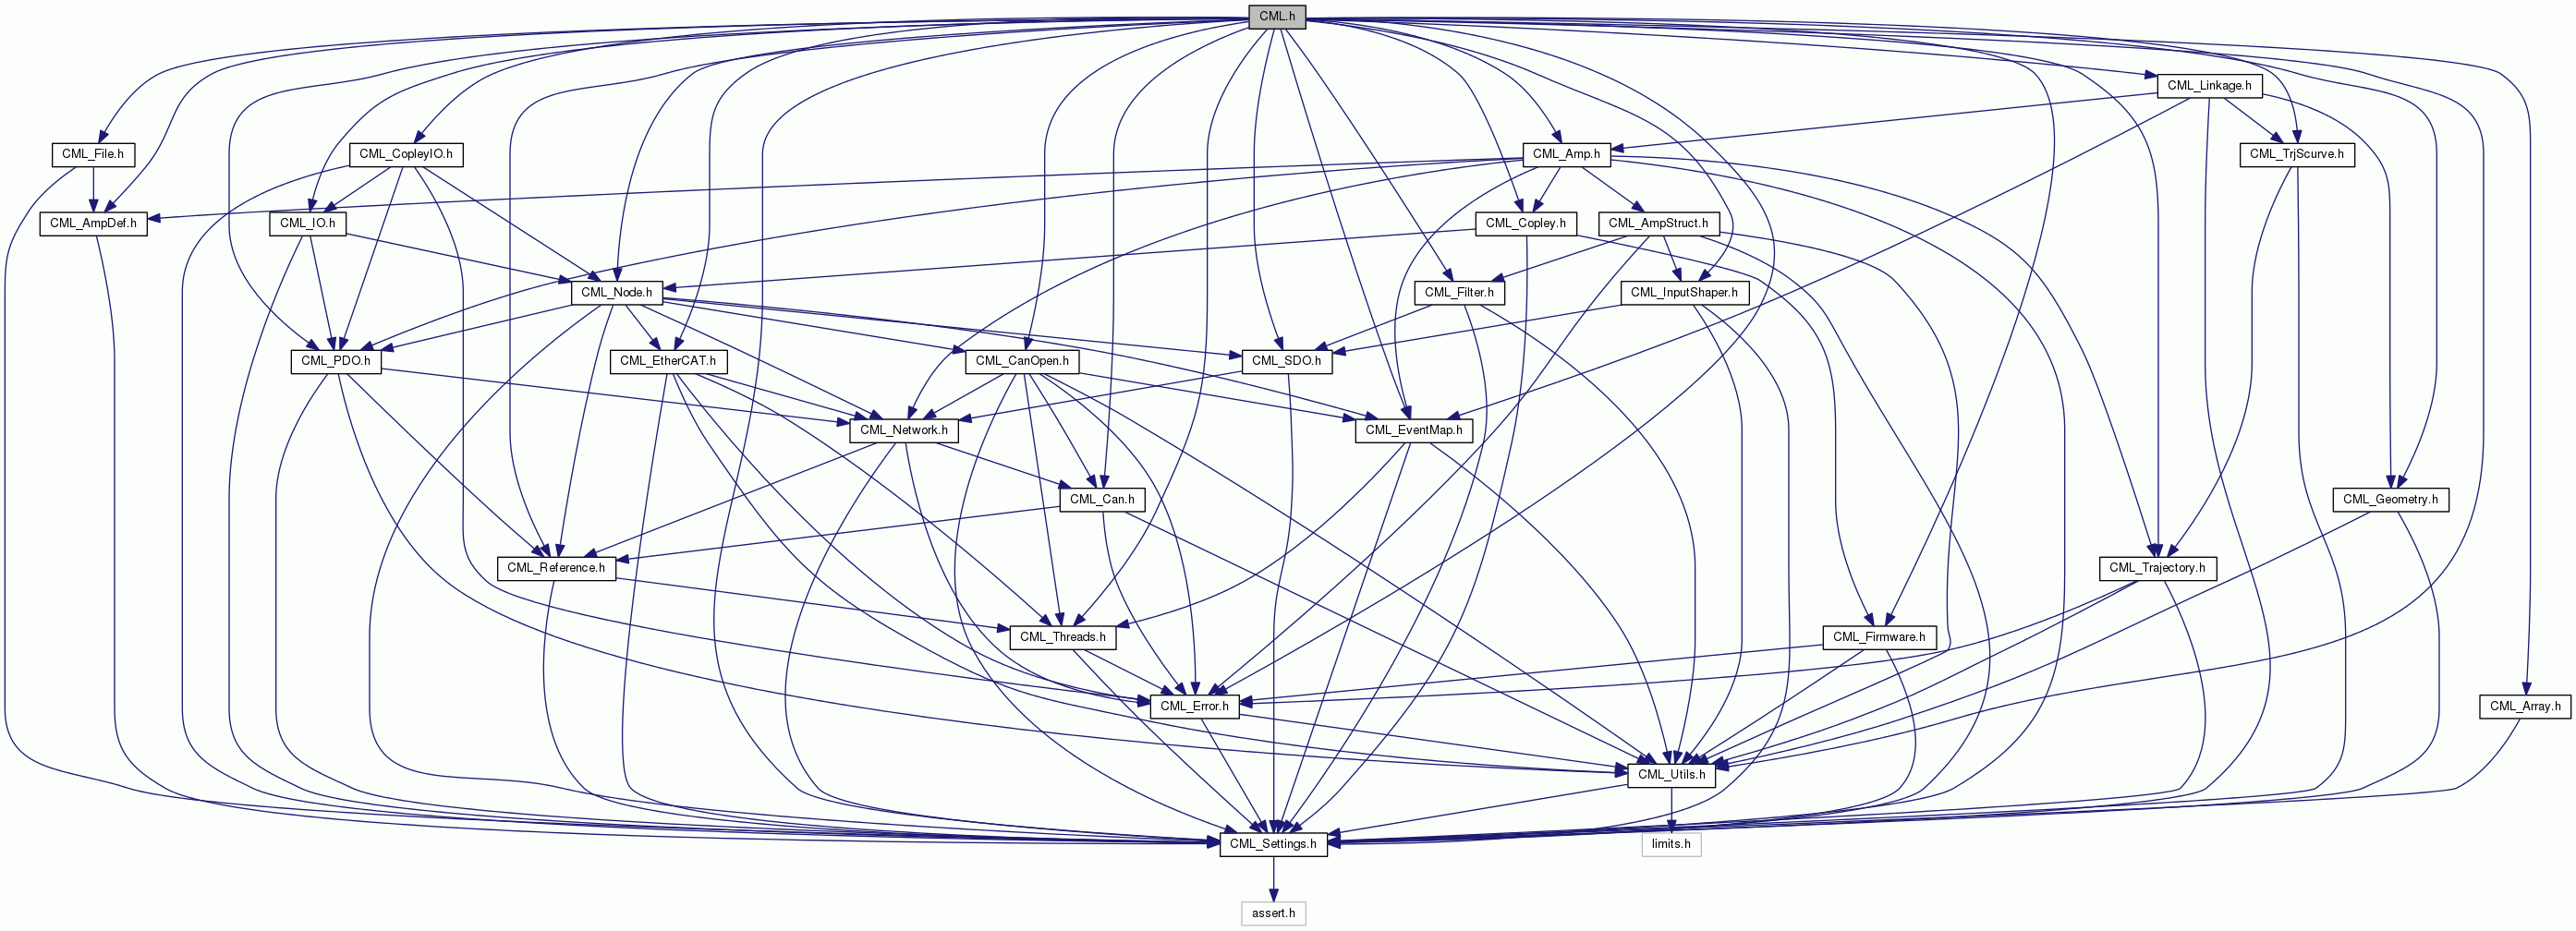 CML.h
CML_Linkage.h
CML_File.h
CML_CopleyIO.h
CML_Amp.h
CML_TrjScurve.h
CML_AmpDef.h
CML_IO.h
CML_Copley.h
CML_AmpStruct.h
CML_Node.h
CML_Filter.h
CML_InputShaper.h
CML_PDO.h
CML_EtherCAT.h
CML_CanOpen.h
CML_SDO.h
CML_Network.h
CML_EventMap.h
CML_Can.h
CML_Geometry.h
CML_Reference.h
CML_Trajectory.h
CML_Threads.h
CML_Firmware.h
CML_Error.h
CML_Array.h
CML_Utils.h
CML_Settings.h
limits.h
assert.h